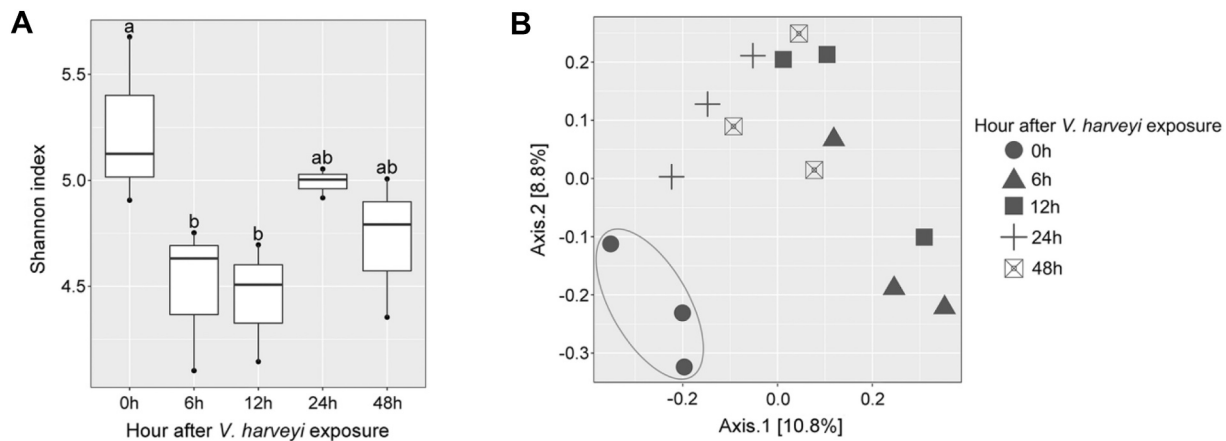 A
Shannon index
5.5
5.0
4.5
a
b
b
ab
ab
0h
6h
12h
24h
48h
Hour after V. harveyi exposure
B
Axis.2 [8.8%]
0.2
0.1
0.0
-0.1
-0.2
-0.3
-0.2
0.0
0.2
Axis.1 [10.8%]
Hour after V. harveyi exposure
0h
6h
12h
24h
48h